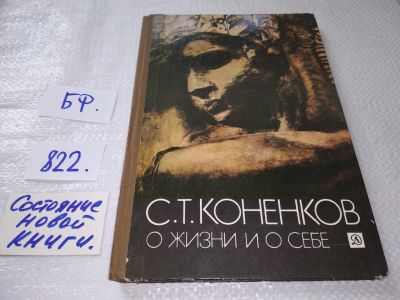 БФ.
822.
Состояние
новой
книги.
С.Т. КОНЕНКОВ
О ЖИЗНИ И О СЕБЕ
Д